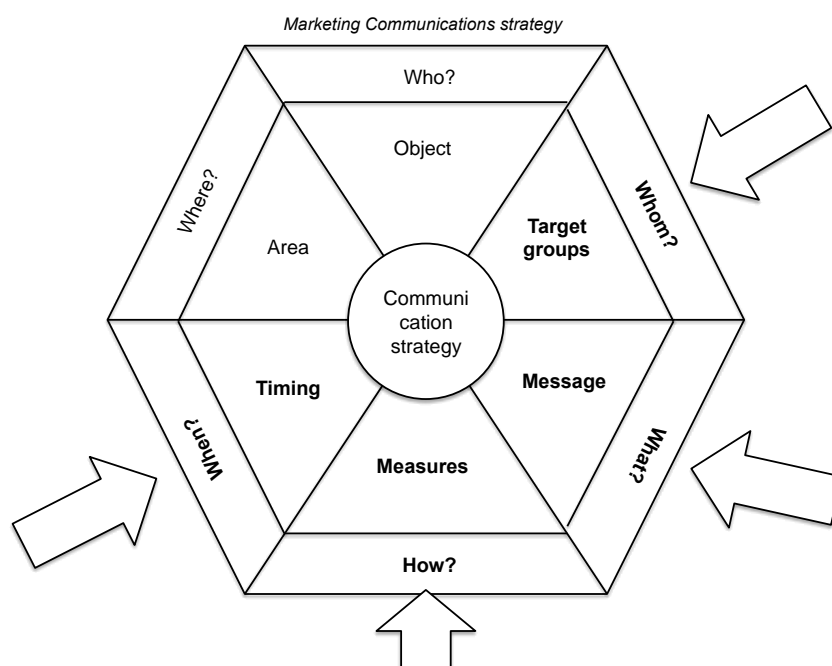 Marketing Communications strategy
Who?
Object
Where?
Whom?
Area
Target
groups
Communi
cation
strategy
Timing
Message
When?
What?
Measures
How?